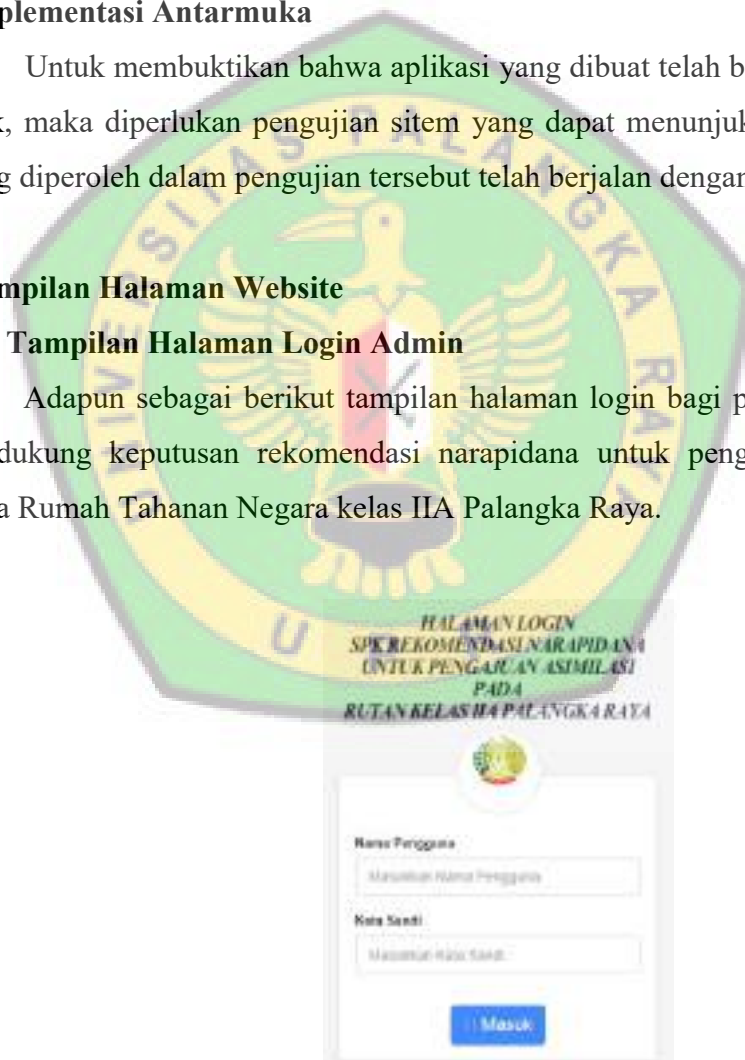 plementasi Antarmuka
Untuk membuktikan bahwa aplikasi yang dibuat telah b
k, maka diperlukan pengujian sitem yang dapat menunjuk
g diperoleh dalam pengujian tersebut telah berjalan dengan
mpilan Halaman Website
Tampilan Halaman Login Admin
Adapun sebagai berikut tampilan halaman login bagi p
dukung keputusan rekomendasi narapidana untuk peng
a Rumah Tahanan Negara kelas IIA Palangka Raya.
UNIVERSITAS PALANGKA RAYA
U
HALAMAN LOGIN
SPK REKOMENDASI NARAPIDANA
UNTUK PENGAJUAN ASIMILASI
PADA
RUTAN KELAS IIA PALANGKA RAYA
Nama Pengguna
Masukkan Nama Pengguna
Kata Sandi
Masukkan Kata Sandi
Masuk